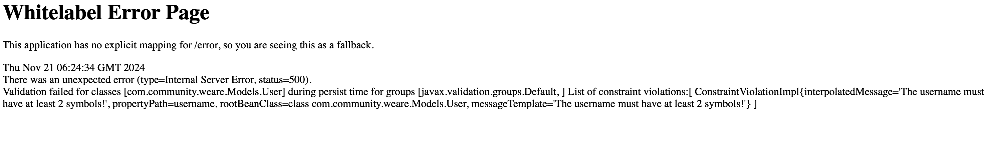 Whitelabel Error Page
This application has no explicit mapping for /error, so you are seeing this as a fallback.
Thu Nov 21 06:24:34 GMT 2024
There was an unexpected error (type=Internal Server Error, status=500).
Validation failed for classes [com.community.weare.Models.User] during persist time for groups [javax.validation.groups.Default, ] List of constraint violations:[ ConstraintViolationImpl{interpolatedMessage='The username must
have at least 2 symbols!', propertyPath=username, rootBeanClass=class com.community.weare.Models.User, messageTemplate='The username must have at least 2 symbols!'} ]